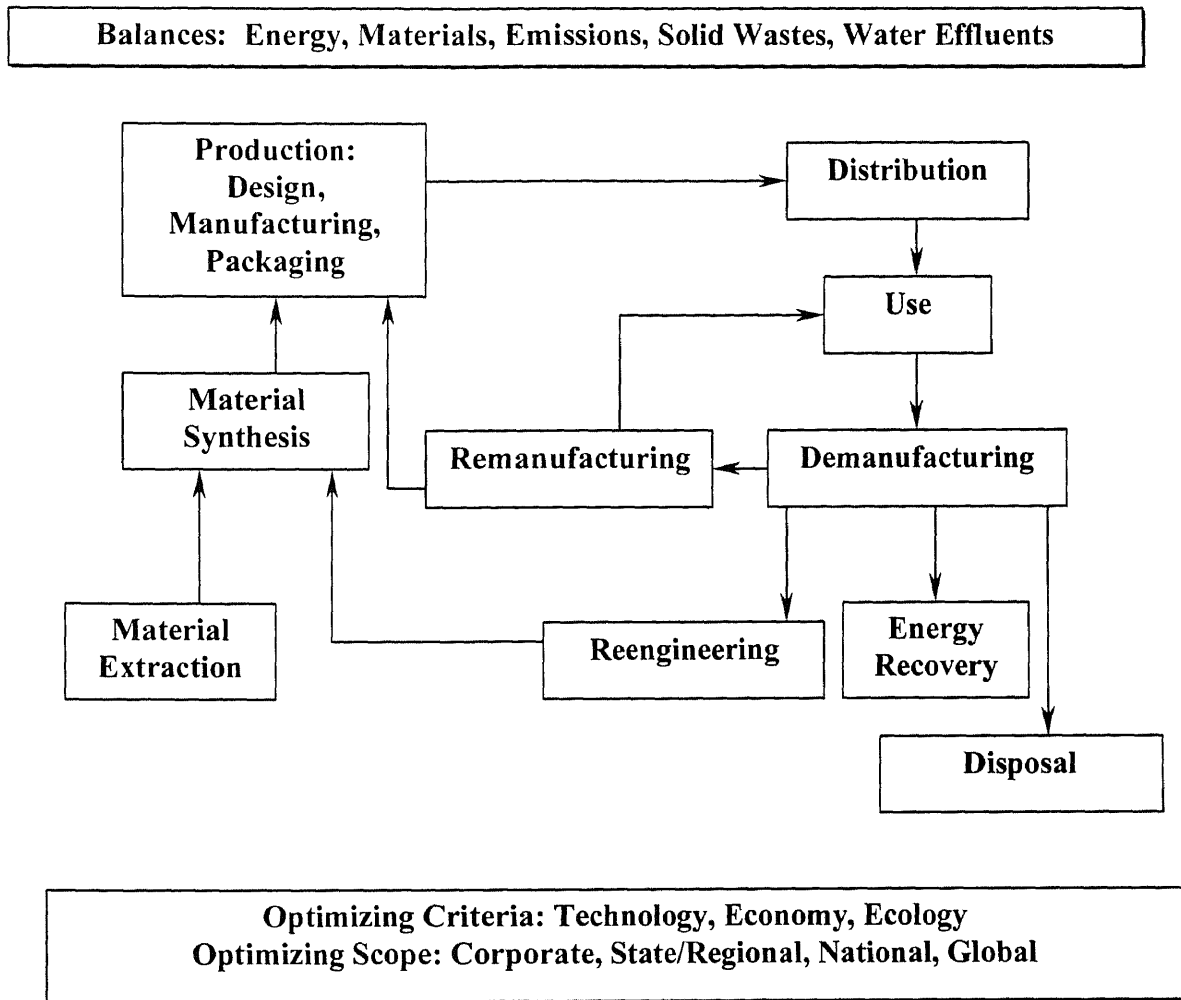 Balances: Energy, Materials, Emissions, Solid Wastes, Water Effluents
Production:
Design,
Manufacturing,
Packaging
Distribution
Use
Material
Synthesis
Remanufacturing
Demanufacturing
Material
Extraction
Reengineering
Energy
Recovery
Disposal
Optimizing Criteria: Technology, Economy, Ecology
Optimizing Scope: Corporate, State/Regional, National, Global